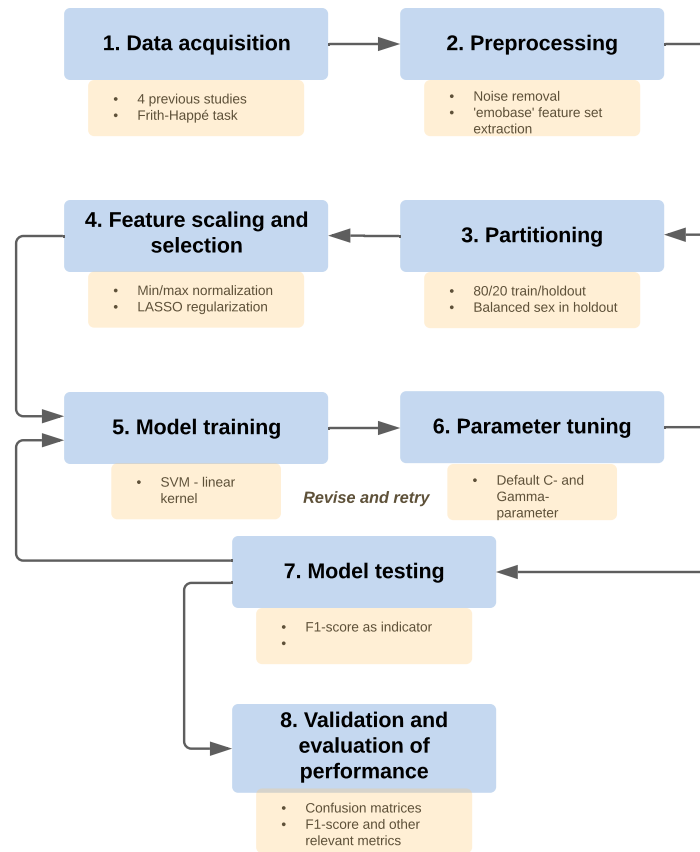 1. Data acquisition
• 4 previous studies
• Frith-Happé task
2. Preprocessing
• Noise removal
• 'emobase' feature set
extraction
3. Partitioning
• 80/20 train/holdout
• Balanced sex in holdout
4. Feature scaling and
selection
• Min/max normalization
• LASSO regularization
5. Model training
• SVM - linear
kernel
6. Parameter tuning
• Default C- and
Gamma-
parameter
Revise and retry
7. Model testing
• F1-score as indicator
•
8. Validation and
evaluation of
performance
• Confusion matrices
• F1-score and other
relevant metrics